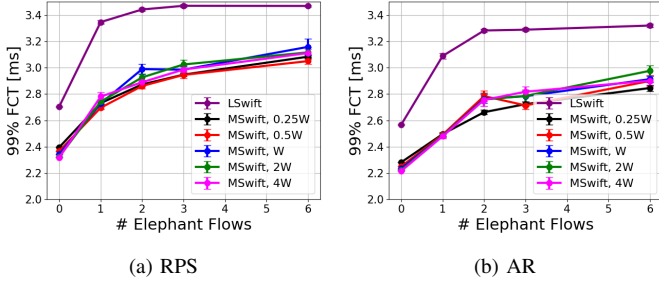 99% FCT [ms]
3.4
3.2
3.0
2.8
2.6
2.4
2.2
2.0
LSwift
MSwift, 0.25W
MSwift, 0.5W
MSwift, W
MSwift, 2W
MSwift, 4W
0 1 2 3 6
# Elephant Flows
(a) RPS
99% FCT [ms]
3.4
3.2
3.0
2.8
2.6
2.4
2.2
2.0
LSwift
MSwift, 0.25W
MSwift, 0.5W
MSwift, W
MSwift, 2W
MSwift, 4W
0 1 2 3 6
# Elephant Flows
(b) AR